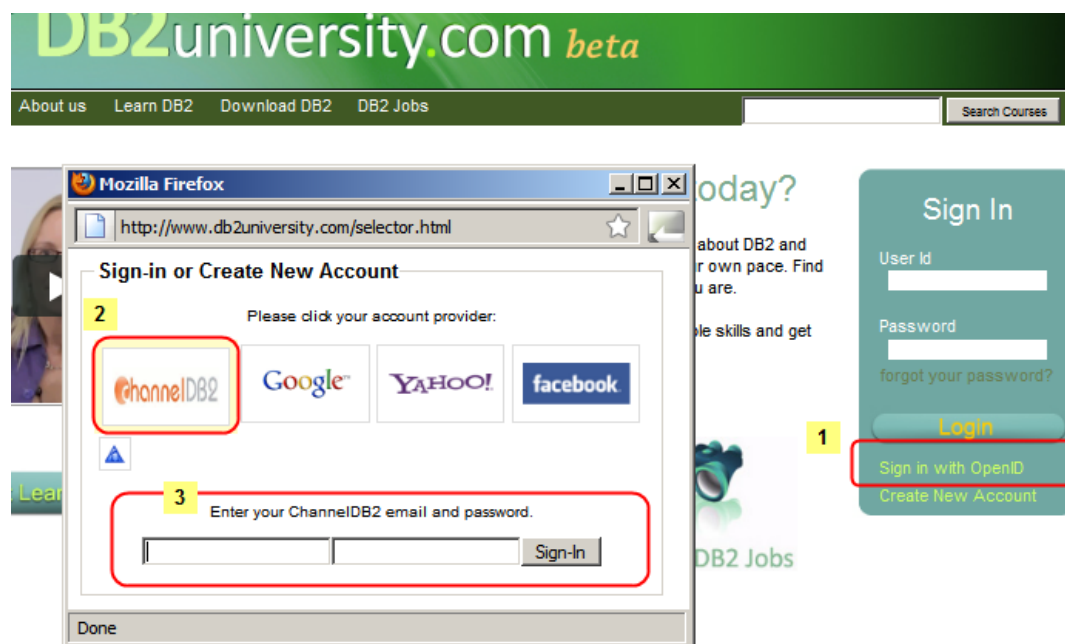 DB2university.com beta
About us Learn DB2 Download DB2 DB2 Jobs
Search Courses
Mozilla Firefox
http://www.db2university.com/selector.html
Sign-in or Create New Account
2
Please click your account provider:
ChannelDB2
Google
YAHOO!
facebook
3
Enter your ChannelDB2 email and password.
Sign-In
Done
oday?
about DB2 and
r own pace. Find
u are.
ble skills and get
Lear
DB2 Jobs
Sign In
User Id
Password
forgot your password?
Login
1
Sign in with OpenID
Create New Account